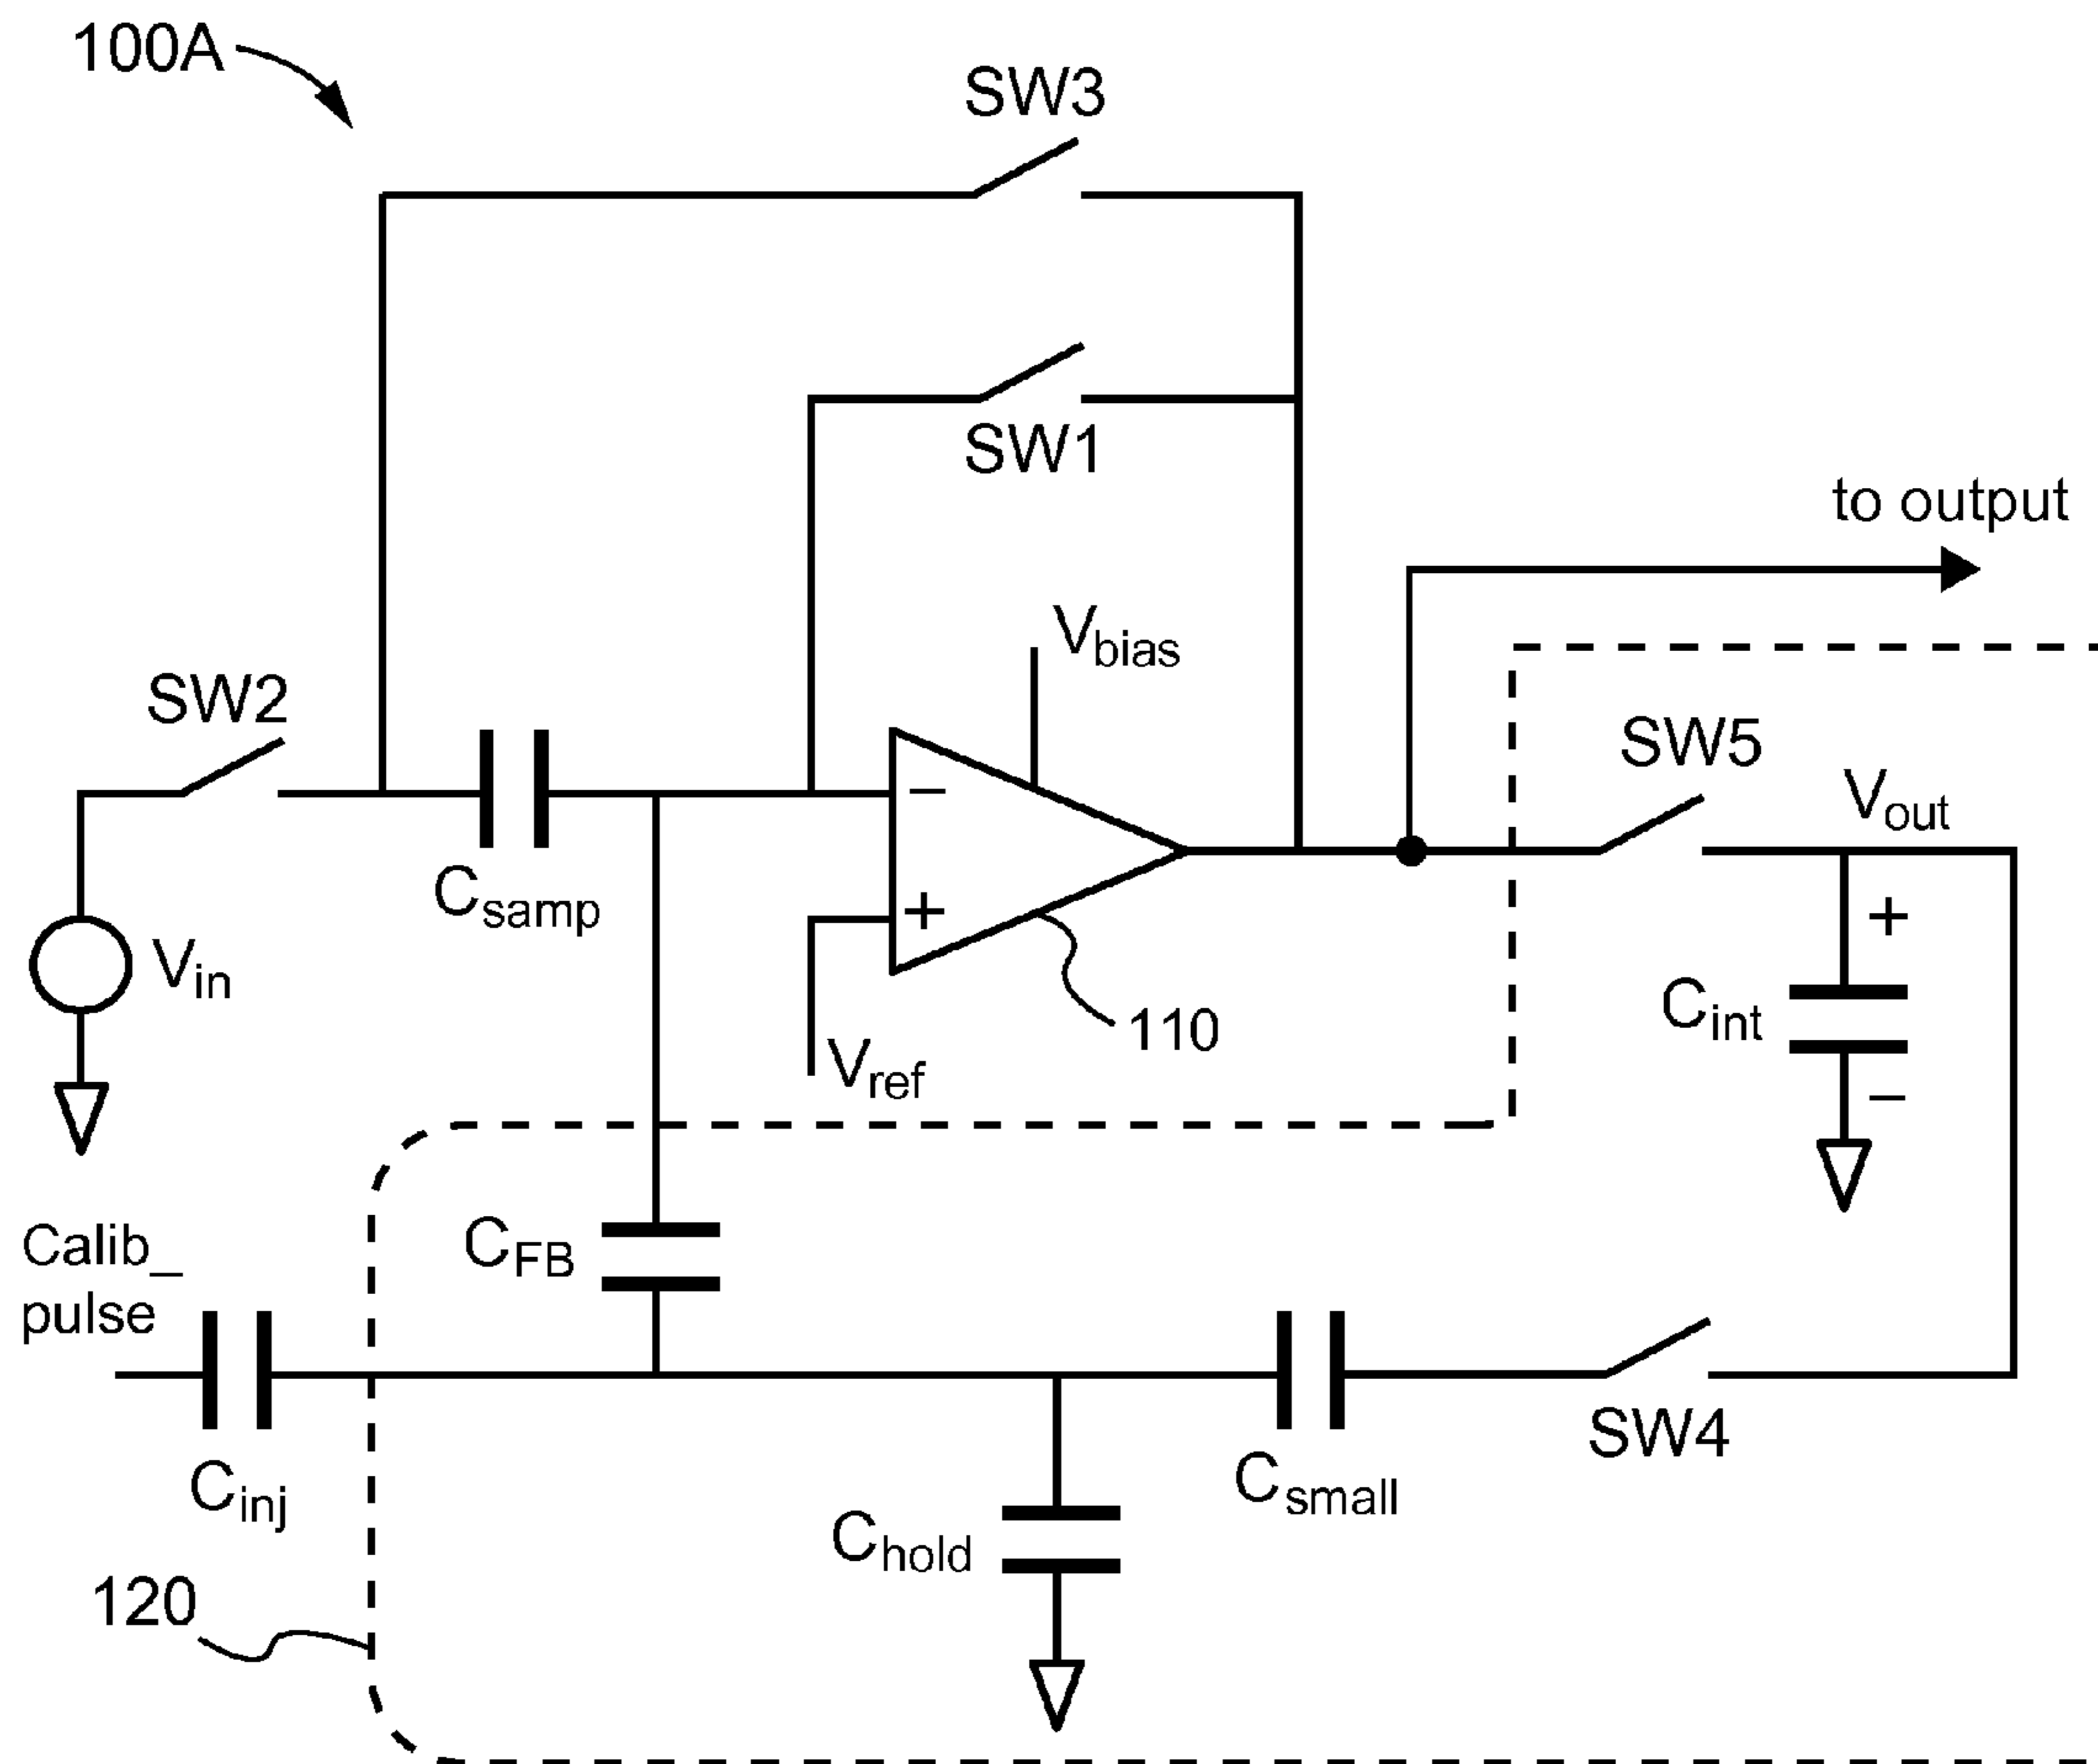 100A
SW3
SW1
to output
Vbias
SW2
SW5
Vout
−
+
Csamp
+
Vin
Cint
110
Vref
−
Calib_
pulse
CFB
SW4
Cinj
Csmall
Chold
120